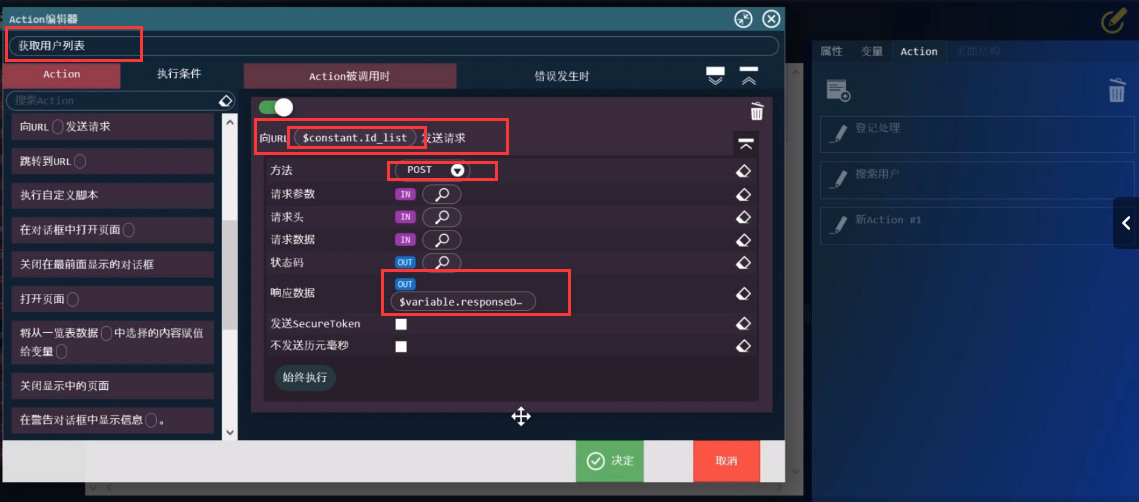 Action编辑器
获取用户列表
Action
执行条件
Action被调用时
错误发生时
搜索Action
向URL发送请求
跳转到URL
执行自定义脚本
在对话框中打开页面
关闭在最前面显示的对话框
打开页面
将从一览表数据中选择的内容赋值
给变量
关闭显示中的页面
在警告对话框中显示信息。
向URL $constant.Id_list 发送请求
方法 POST
请求参数 IN
请求头 IN
请求数据 IN
状态码 OUT
响应数据 OUT
$variable.responseD…
发送SecureToken
不发送历元毫秒
始终执行
决定
取消
属性 变量 Action 页面结构
登记处理
搜索用户
新Action #1